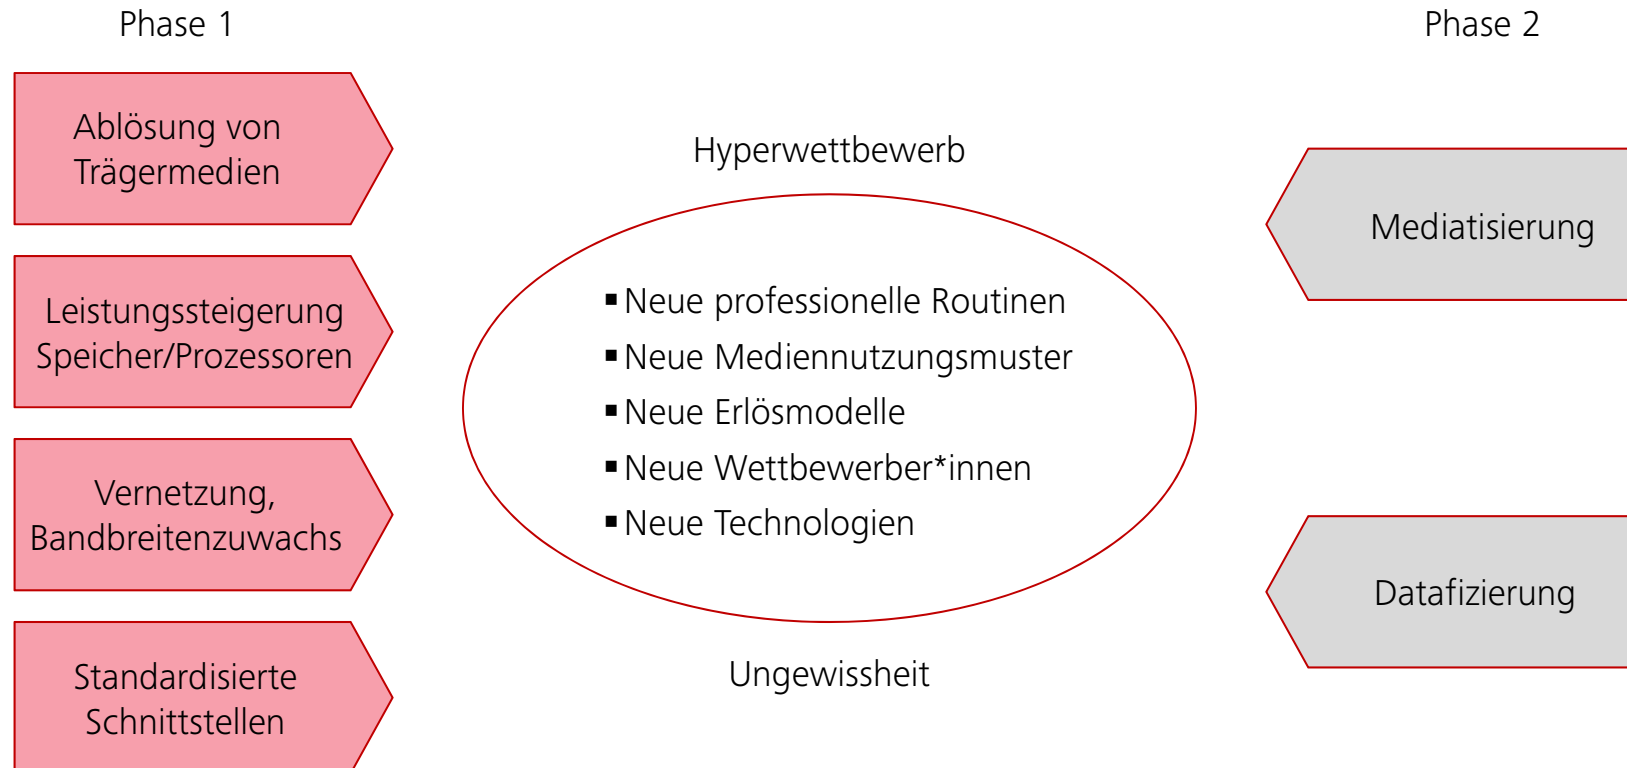 Phase 1
Ablösung von
Trägermedien
Leistungssteigerung
Speicher/Prozessoren
Vernetzung,
Bandbreitenzuwachs
Standardisierte
Schnittstellen
Hyperwettbewerb
▪ Neue professionelle Routinen
▪ Neue Mediennutzungsmuster
▪ Neue Erlösmodelle
▪ Neue Wettbewerber*innen
▪ Neue Technologien
Ungewissheit
Phase 2
Mediatisierung
Datafizierung